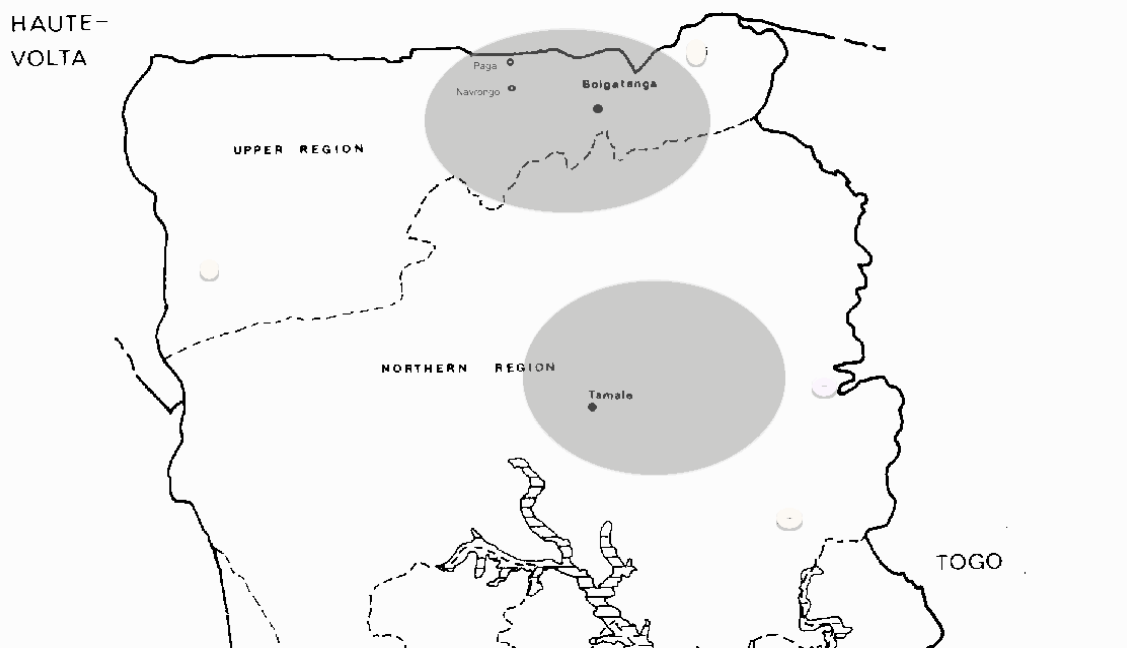 HAUTE-
VOLTA
Paga
Navrongo
Bolgatanga
UPPER REGION
NORTHERN REGION
Tamale
TOGO